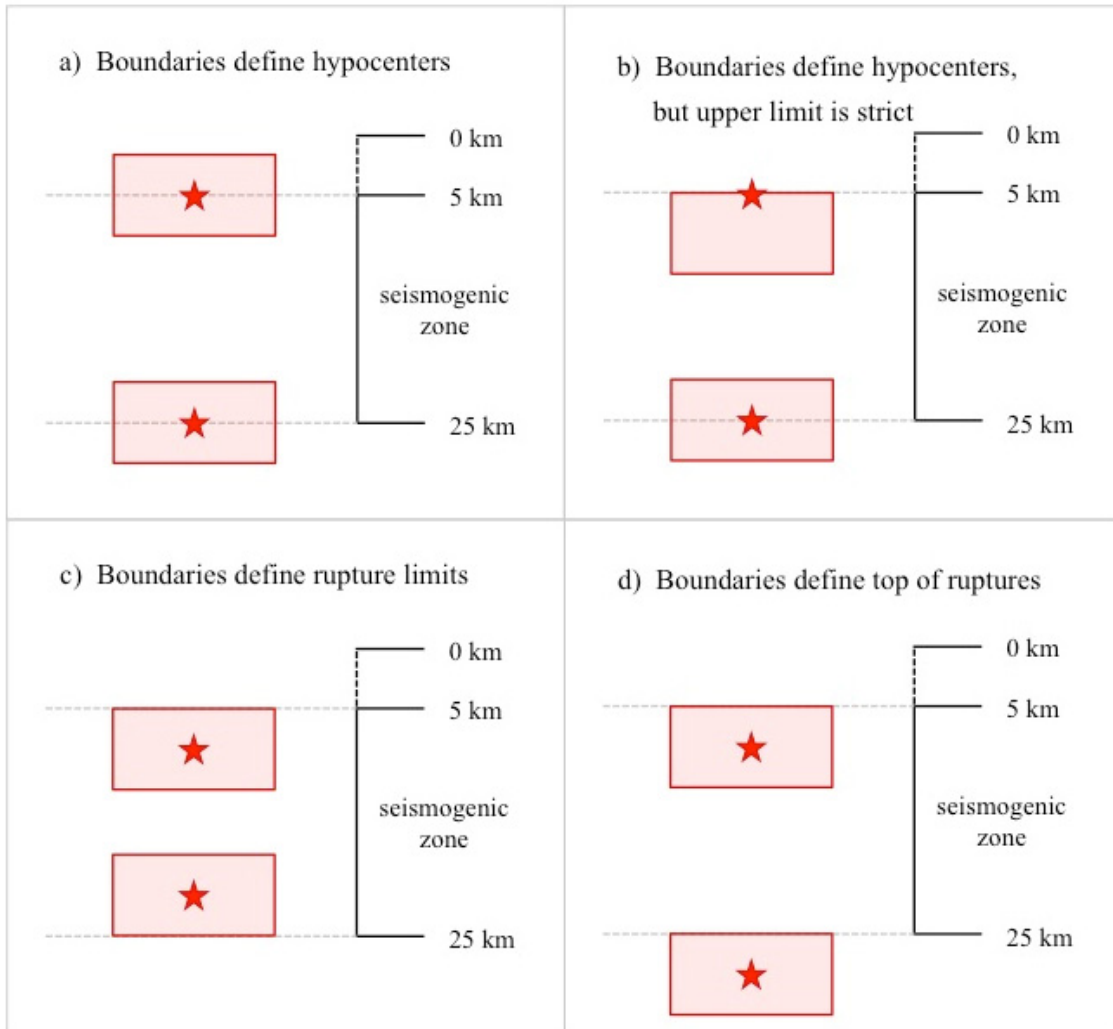 a) Boundaries define hypocenters
0 km
5 km
seismogenic
zone
25 km
b) Boundaries define hypocenters,
but upper limit is strict
0 km
5 km
seismogenic
zone
25 km
c) Boundaries define rupture limits
0 km
5 km
seismogenic
zone
25 km
d) Boundaries define top of ruptures
0 km
5 km
seismogenic
zone
25 km